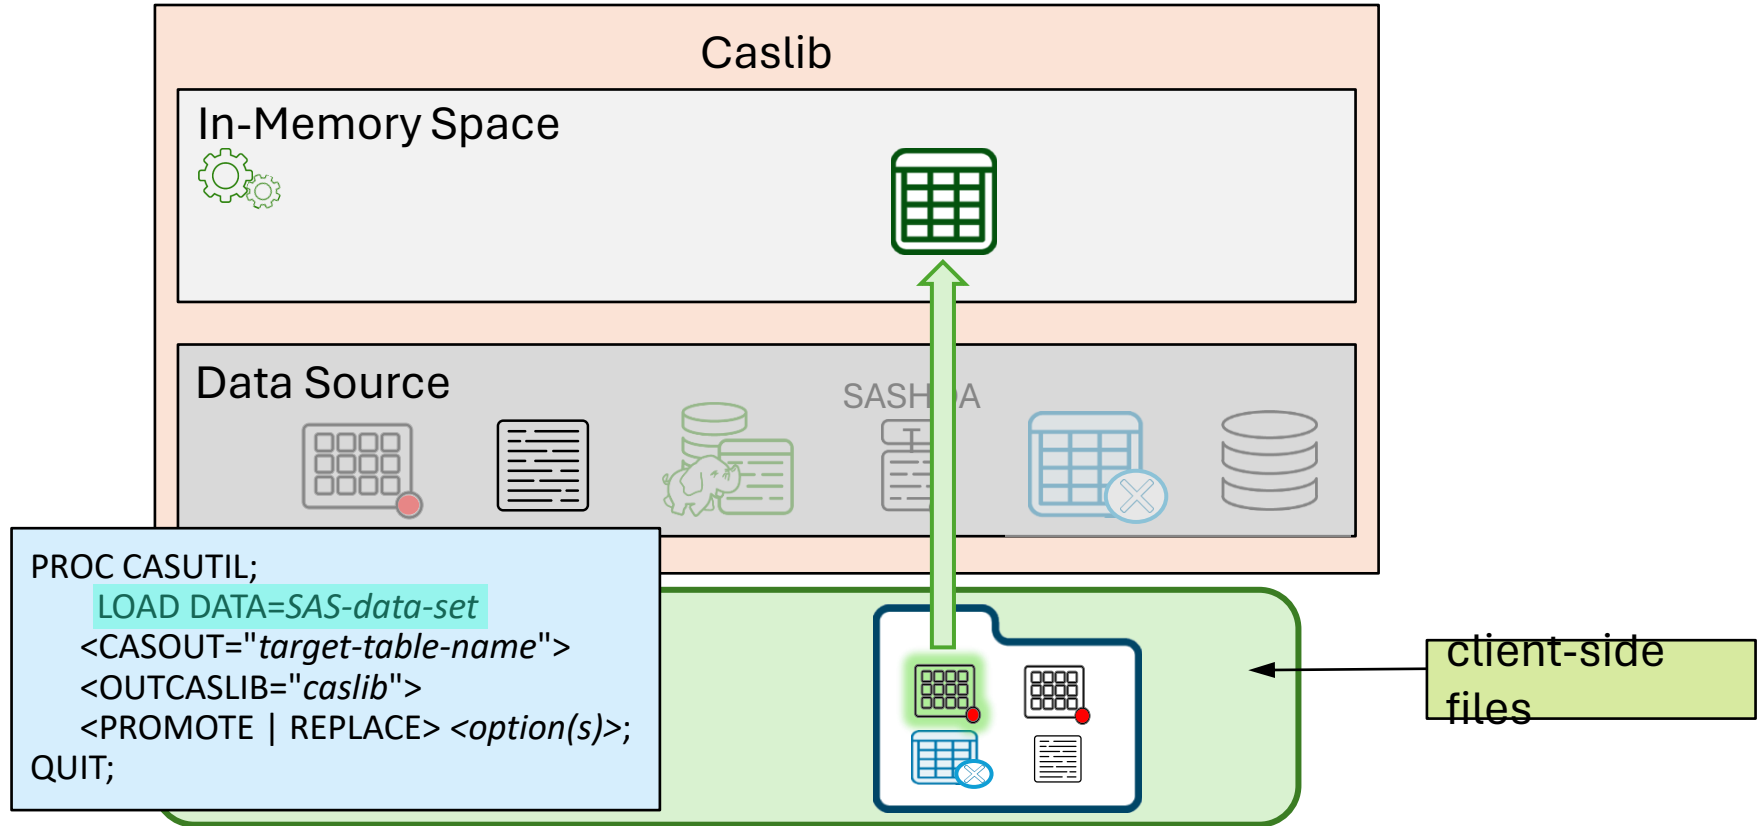 Caslib
In-Memory Space
Data Source
PROC CASUTIL;
LOAD DATA=SAS-data-set
<CASOUT="target-table-name">
<OUTCASLIB="caslib">
<PROMOTE | REPLACE> <option(s)>;
QUIT;
client-side
files